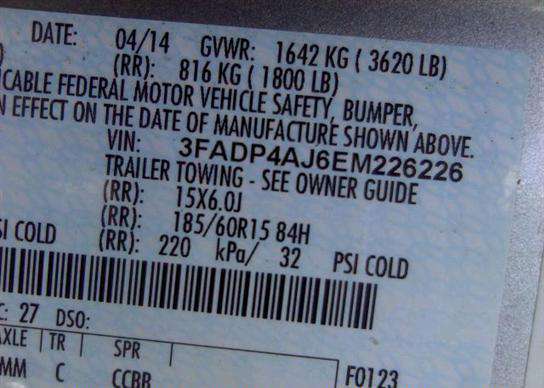 DATE: 04/14 GVWR: 1642 KG ( 3620 LB)
(RR): 816 KG ( 1800 LB)
ICABLE FEDERAL MOTOR VEHICLE SAFETY, BUMPER,
N EFFECT ON THE DATE OF MANUFACTURE SHOWN ABOVE.
VIN: 3FADP4AJ6EM226226
TRAILER TOWING - SEE OWNER GUIDE
(RR): 15X6.0J
(RR): 185/60R15 84H
SI COLD (RR): 220 kPa/ 32 PSI COLD
C: 27 DSO:
AXLE TR SPR
MM C CCBB F0123